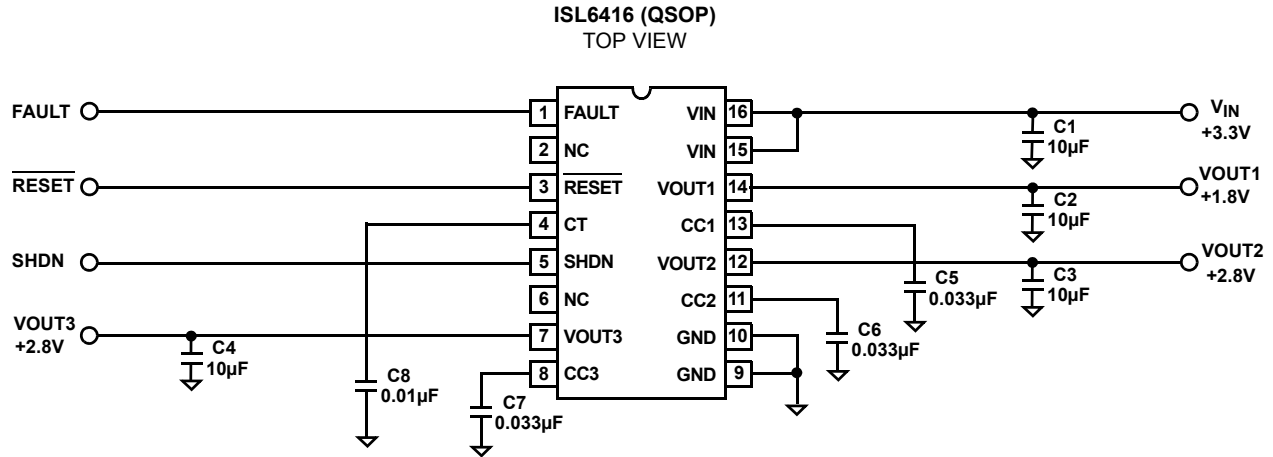 ISL6416 (QSOP)
TOP VIEW
FAULT
1
FAULT
VIN
16
VIN
+3.3V
C1
10µF
2
NC
VIN
15
RESET
3
RESET
VOUT1
14
VOUT1
+1.8V
C2
10µF
4
CT
CC1
13
SHDN
5
SHDN
VOUT2
12
VOUT2
+2.8V
C3
10µF
C5
0.033µF
6
NC
CC2
11
VOUT3
+2.8V
7
VOUT3
GND
10
C4
10µF
C6
0.033µF
8
CC3
GND
9
C8
0.01µF
C7
0.033µF